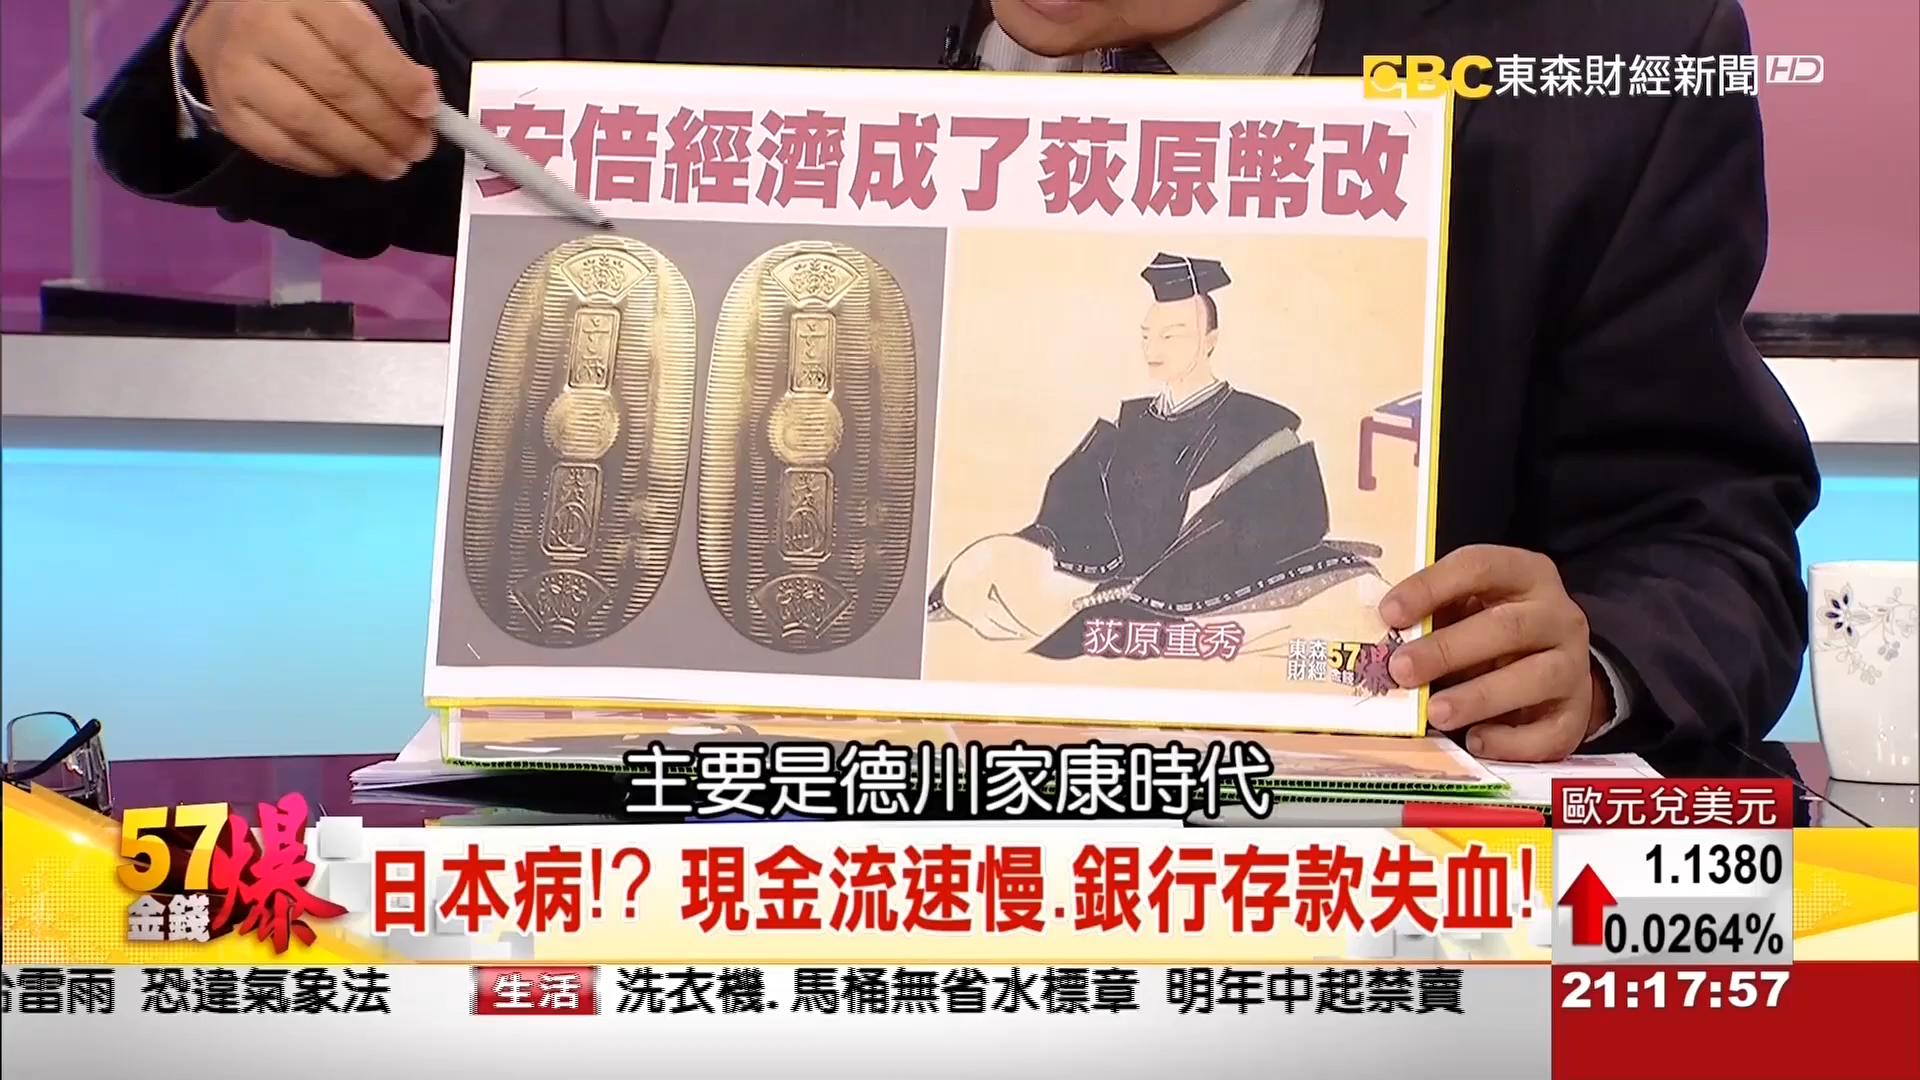 EBC東森財經新聞HD
安倍經濟成了荻原幣改
荻原重秀
東森財經57金錢爆
主要是德川家康時代
57金錢爆
日本病!? 現金流速慢.銀行存款失血!
歐元兌美元
1.1380
0.0264%
雷雨 恐違氣象法 生活 洗衣機.馬桶無省水標章 明年中起禁賣
21:17:57